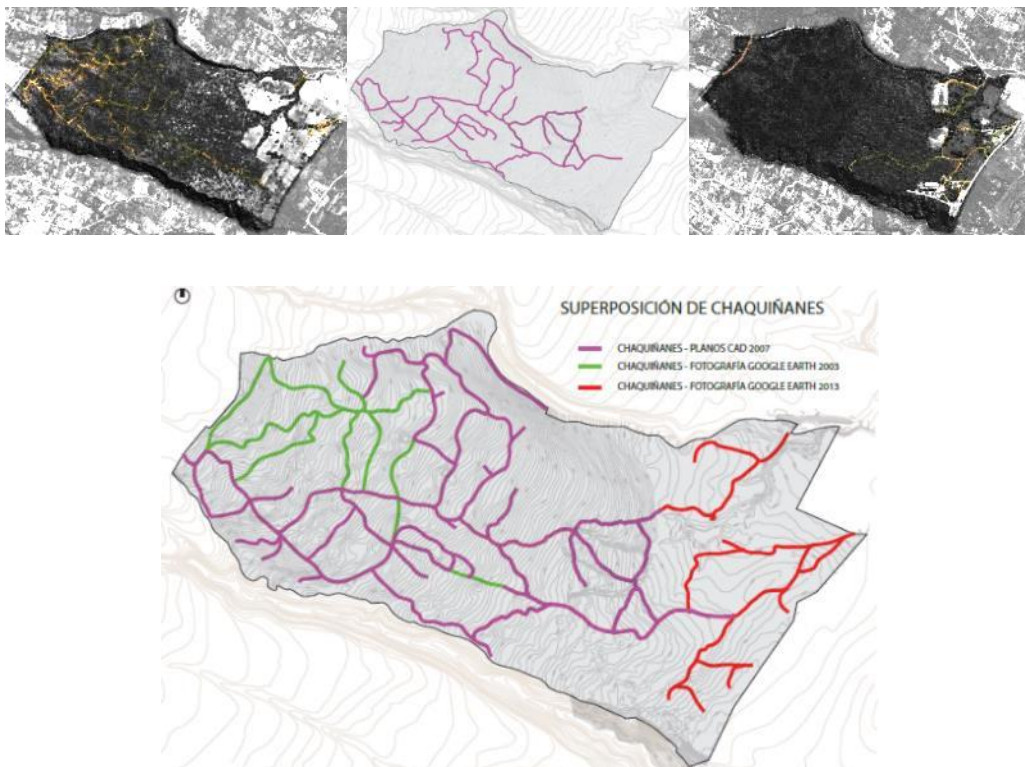 SUPERPOSICIÓN DE CHAQUIÑANES
CHAQUIÑANES - PLANOS CAD 2007
CHAQUIÑANES - FOTOGRAFÍA GOOGLE EARTH 2003
CHAQUIÑANES - FOTOGRAFÍA GOOGLE EARTH 2013